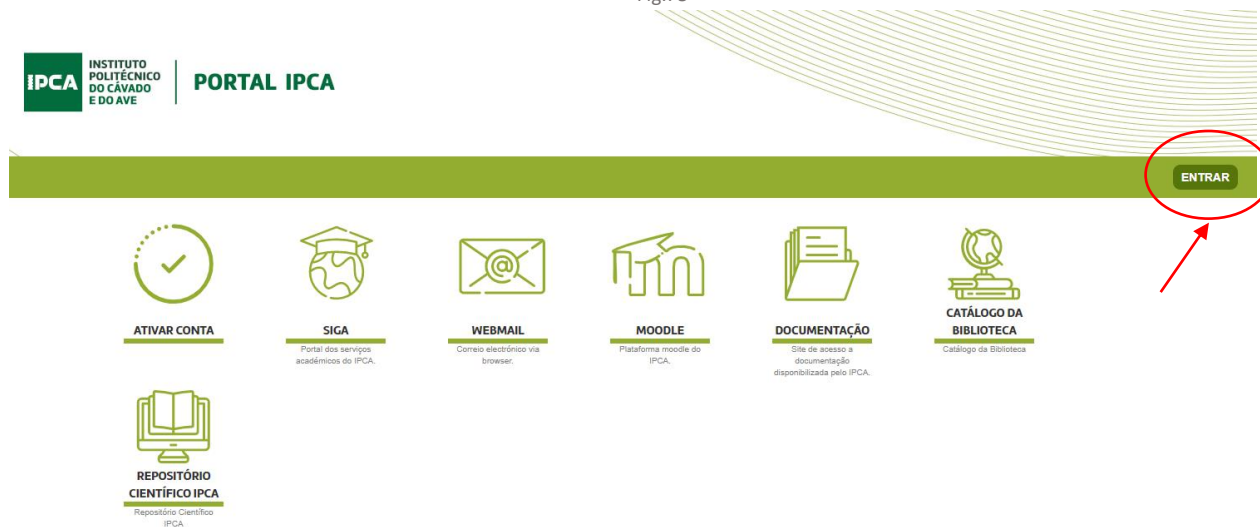 IPCA
INSTITUTO
POLITÉCNICO
DO CÁVADO
E DO AVE
PORTAL IPCA
ENTRAR
ATIVAR CONTA
SIGA
Portal dos serviços
académicos do IPCA.
WEBMAIL
Correio electrónico via
browser.
MOODLE
Plataforma moodle do
IPCA.
DOCUMENTAÇÃO
Site de acesso a
documentação
disponibilizada pelo IPCA.
CATÁLOGO DA
BIBLIOTECA
Catálogo da Biblioteca
REPOSITÓRIO
CIENTÍFICO IPCA
Repositório Científico
IPCA